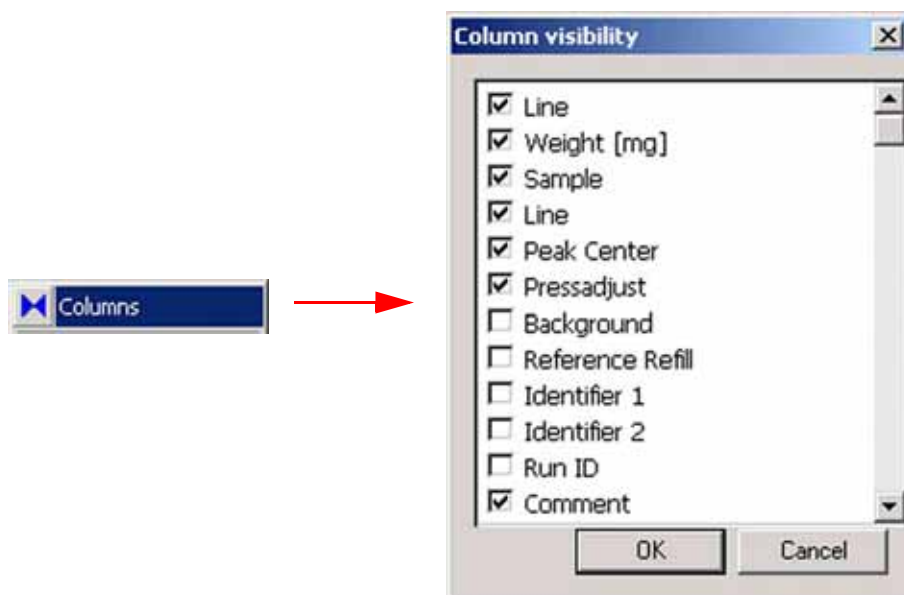 Column visibility
Line
Weight [mg]
Sample
Line
Peak Center
Pressadjust
Background
Reference Refill
Identifier 1
Identifier 2
Run ID
Comment
OK Cancel
Columns